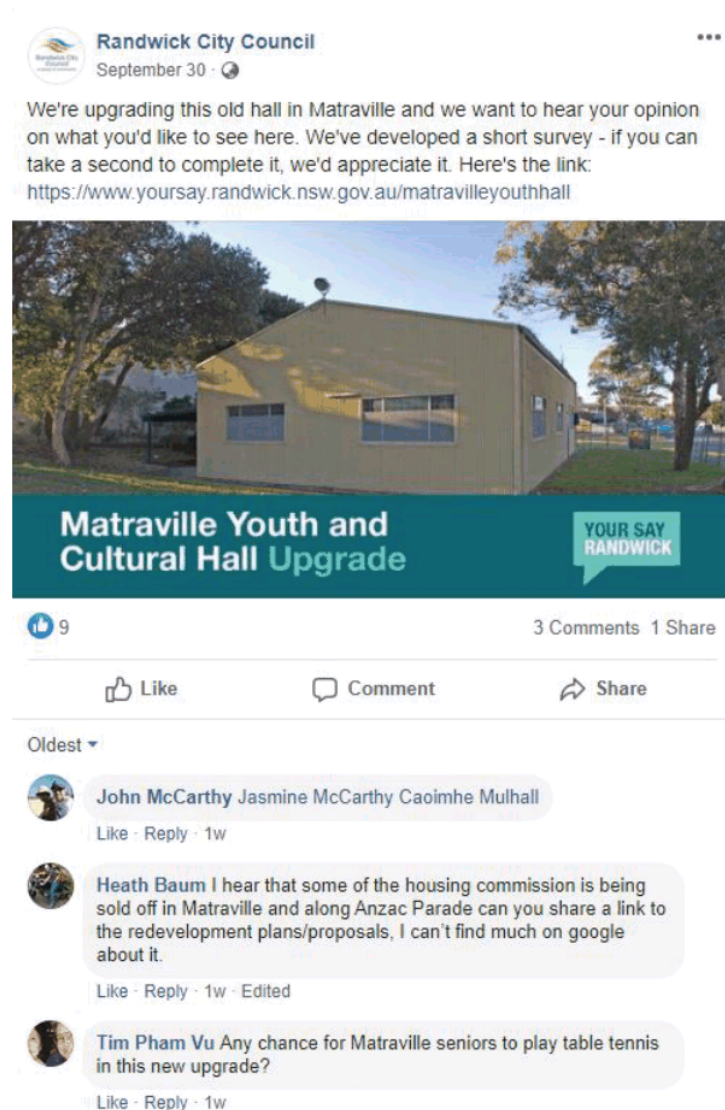 Randwick City Council
September 30 ·
We're upgrading this old hall in Matraville and we want to hear your opinion
on what you'd like to see here. We've developed a short survey - if you can
take a second to complete it, we'd appreciate it. Here's the link:
https://www.yoursay.randwick.nsw.gov.au/matravilleyouthhall
Matraville Youth and
Cultural Hall Upgrade
YOUR SAY
RANDWICK
9
3 Comments 1 Share
Like
Comment
Share
Oldest
John McCarthy Jasmine McCarthy Caoimhe Mulhall
Like · Reply · 1w
Heath Baum I hear that some of the housing commission is being
sold off in Matraville and along Anzac Parade can you share a link to
the redevelopment plans/proposals, I can't find much on google
about it.
Like · Reply · 1w · Edited
Tim Pham Vu Any chance for Matraville seniors to play table tennis
in this new upgrade?
Like · Reply · 1w